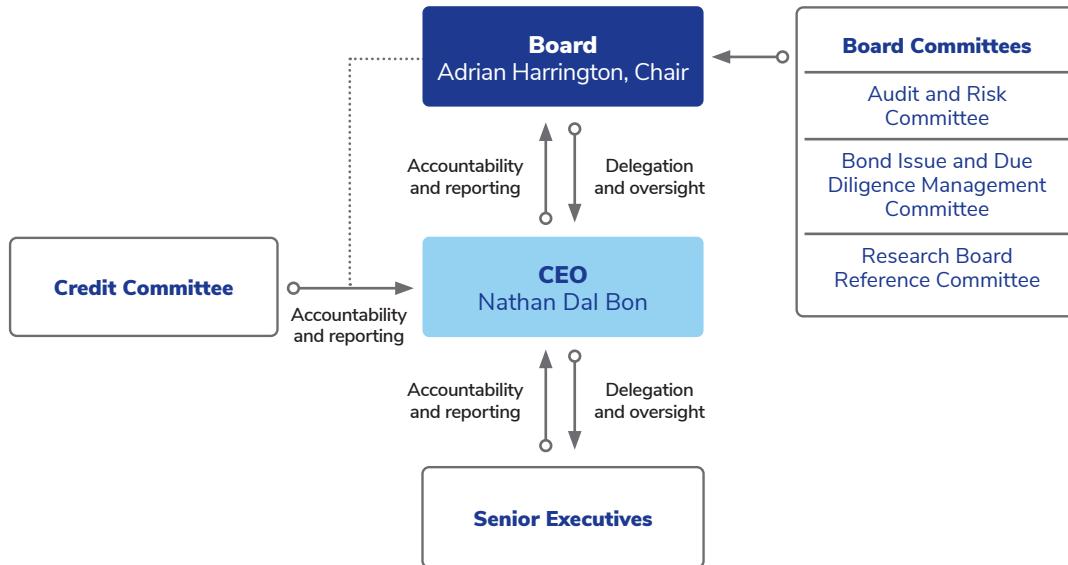 Board
Adrian Harrington, Chair
Board Committees
Audit and Risk
Committee
Bond Issue and Due
Diligence Management
Committee
Research Board
Reference Committee
Accountability
and reporting
Delegation
and oversight
Credit Committee
Accountability
and reporting
CEO
Nathan Dal Bon
Accountability
and reporting
Delegation
and oversight
Senior Executives